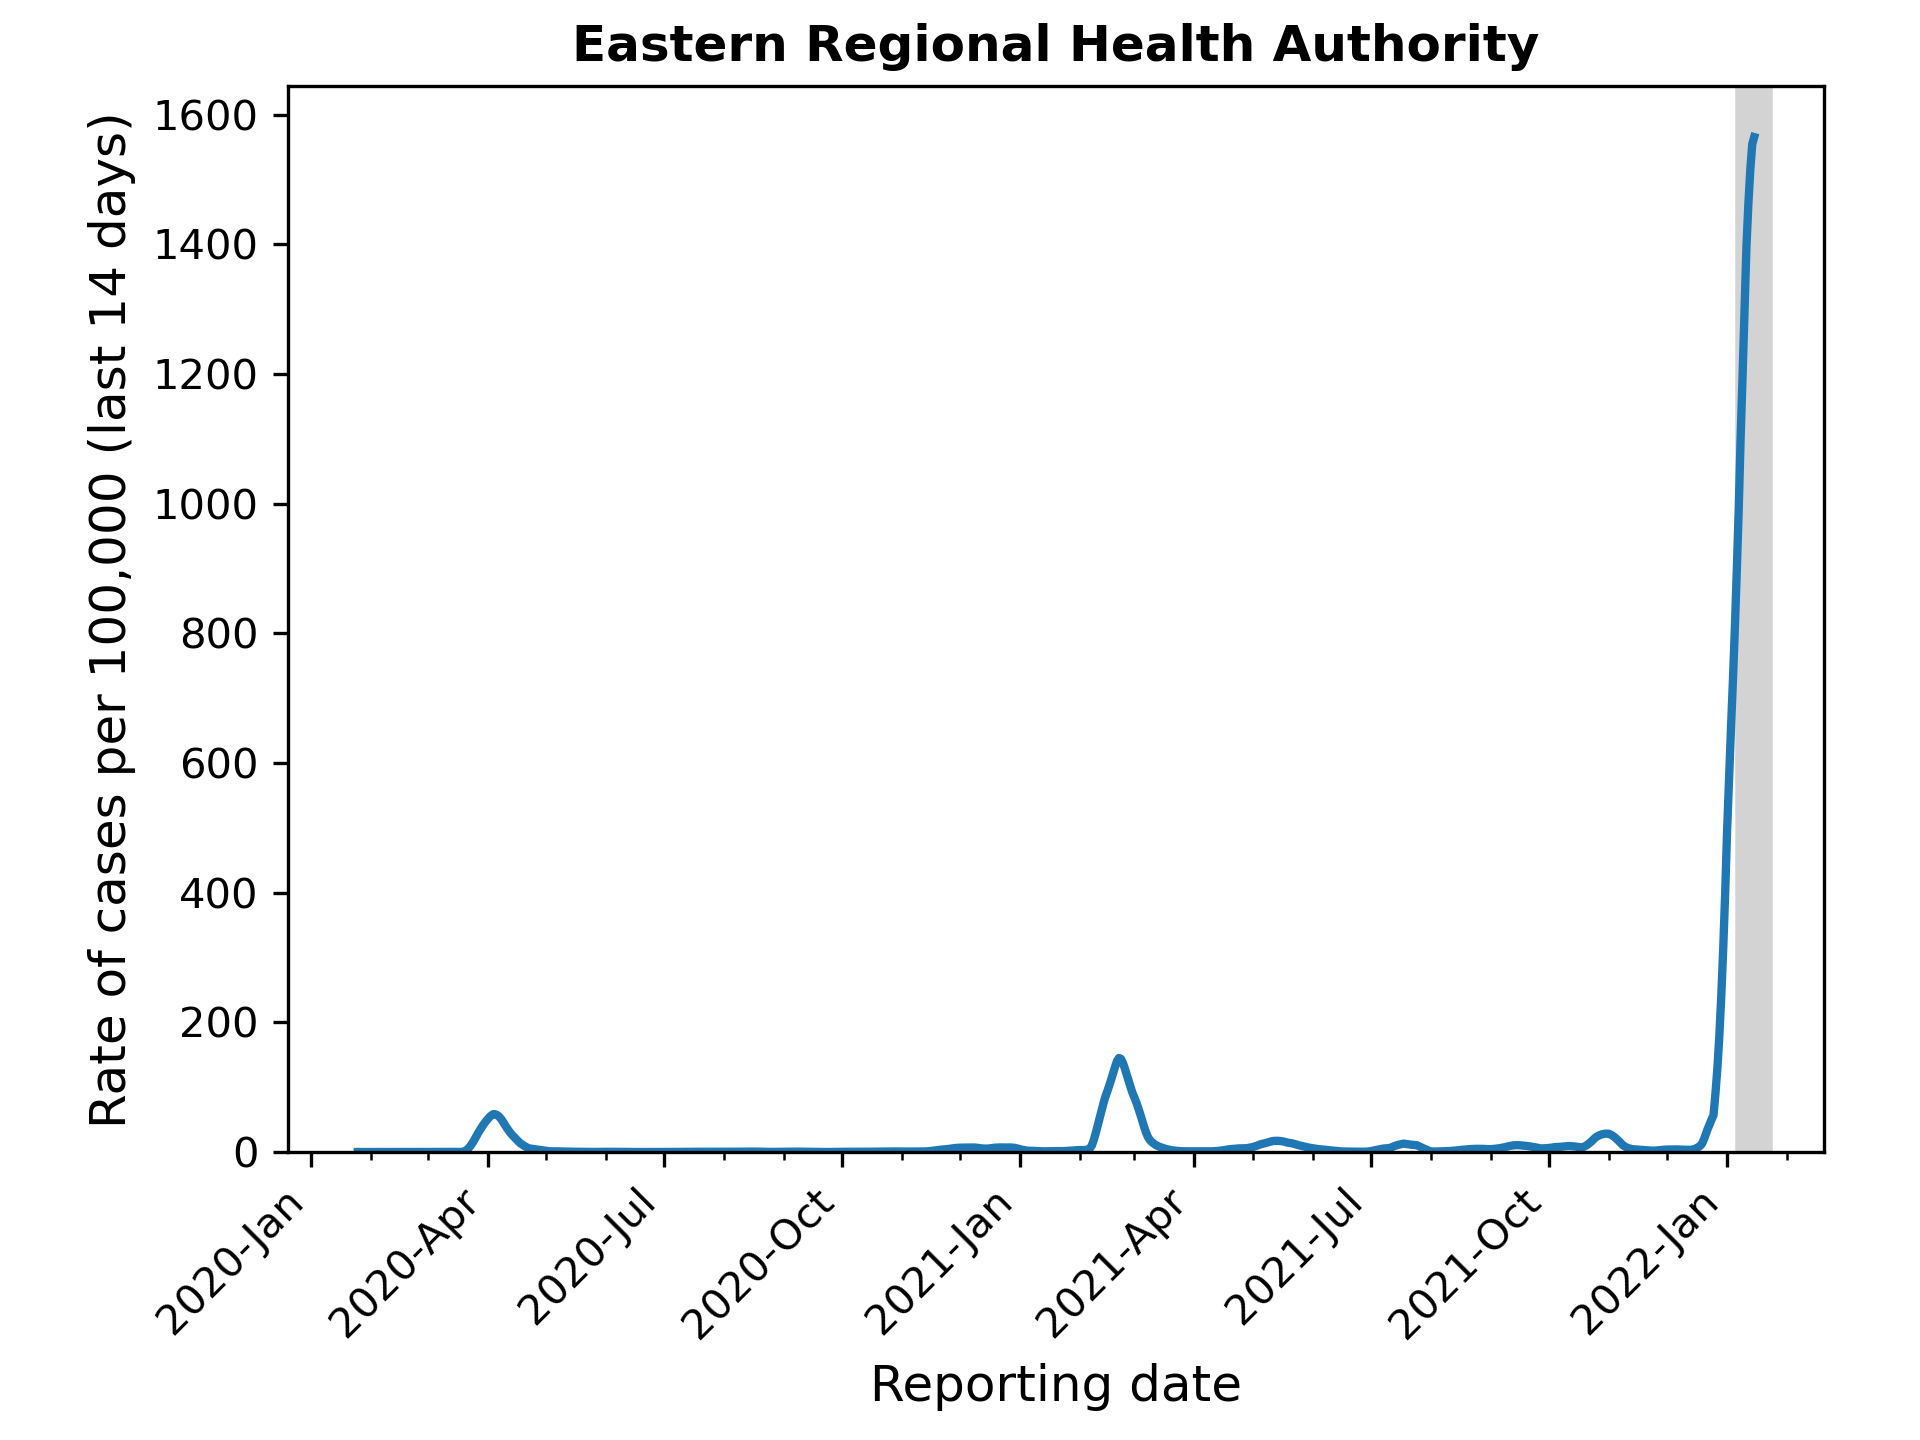 Eastern Regional Health Authority
Rate of cases per 100,000 (last 14 days)
1600
1400
1200
1000
800
600
400
200
0
2020-Jan
2020-Apr
2020-Jul
2020-Oct
2021-Jan
2021-Apr
2021-Jul
2021-Oct
2022-Jan
Reporting date